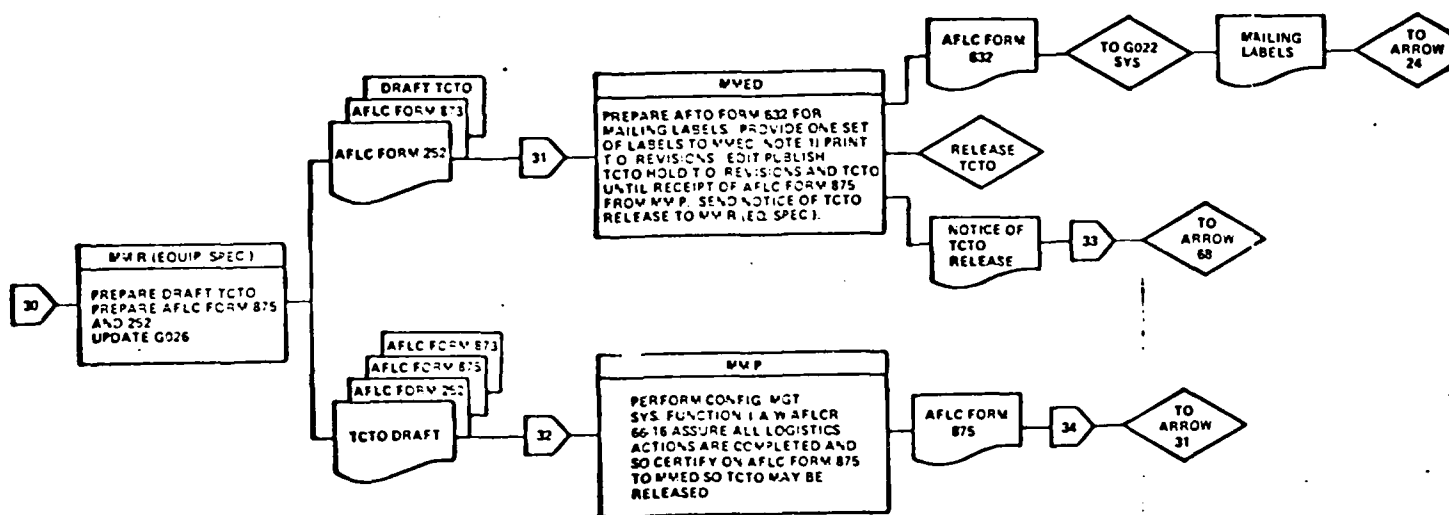 30
MMR (EQUIP. SPEC.)
PREPARE DRAFT TCTO
PREPARE AFLC FORM 875
AND 252
UPDATE G026
DRAFT TCTO
AFLC FORM 873
AFLC FORM 252
31
MMED
PREPARE AFTO FORM 632 FOR
MAILING LABELS. PROVIDE ONE SET
OF LABELS TO MMEC. NOTE 1) PRINT
T.O. REVISIONS. EDIT PUBLISH
TCTO HOLD T.O. REVISIONS AND TCTO
UNTIL RECEIPT OF AFLC FORM 875
FROM MMP. SEND NOTICE OF TCTO
RELEASE TO MMR (EQ. SPEC.).
AFLC FORM
632
TO G022
SYS
MAILING
LABELS
TO
ARROW
24
RELEASE
TCTO
NOTICE OF
TCTO
RELEASE
33
TO
ARROW
68
AFLC FORM 873
AFLC FORM 875
AFLC FORM 252
TCTO DRAFT
32
MMP
PERFORM CONFIG. MGT
SYS. FUNCTION I.A.W. AFLCR
66-16 ASSURE ALL LOGISTICS
ACTIONS ARE COMPLETED AND
SO CERTIFY ON AFLC FORM 875
TO MMED SO TCTO MAY BE
RELEASED
AFLC FORM
875
34
TO
ARROW
31